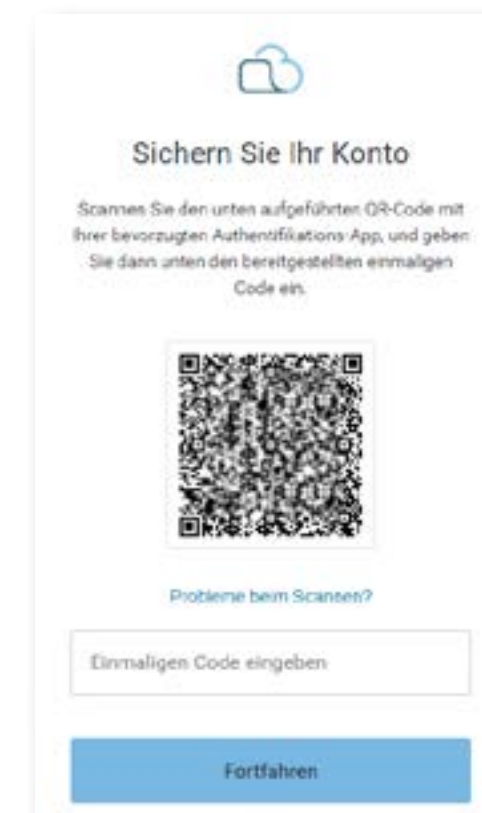 Sichern Sie Ihr Konto
Scannen Sie den unten aufgeführten QR-Code mit
Ihrer bevorzugten Authentifikations-App, und geben
Sie dann unten den bereitgestellten einmaligen
Code ein.
Probleme beim Scannen?
Einmaligen Code eingeben
Fortfahren